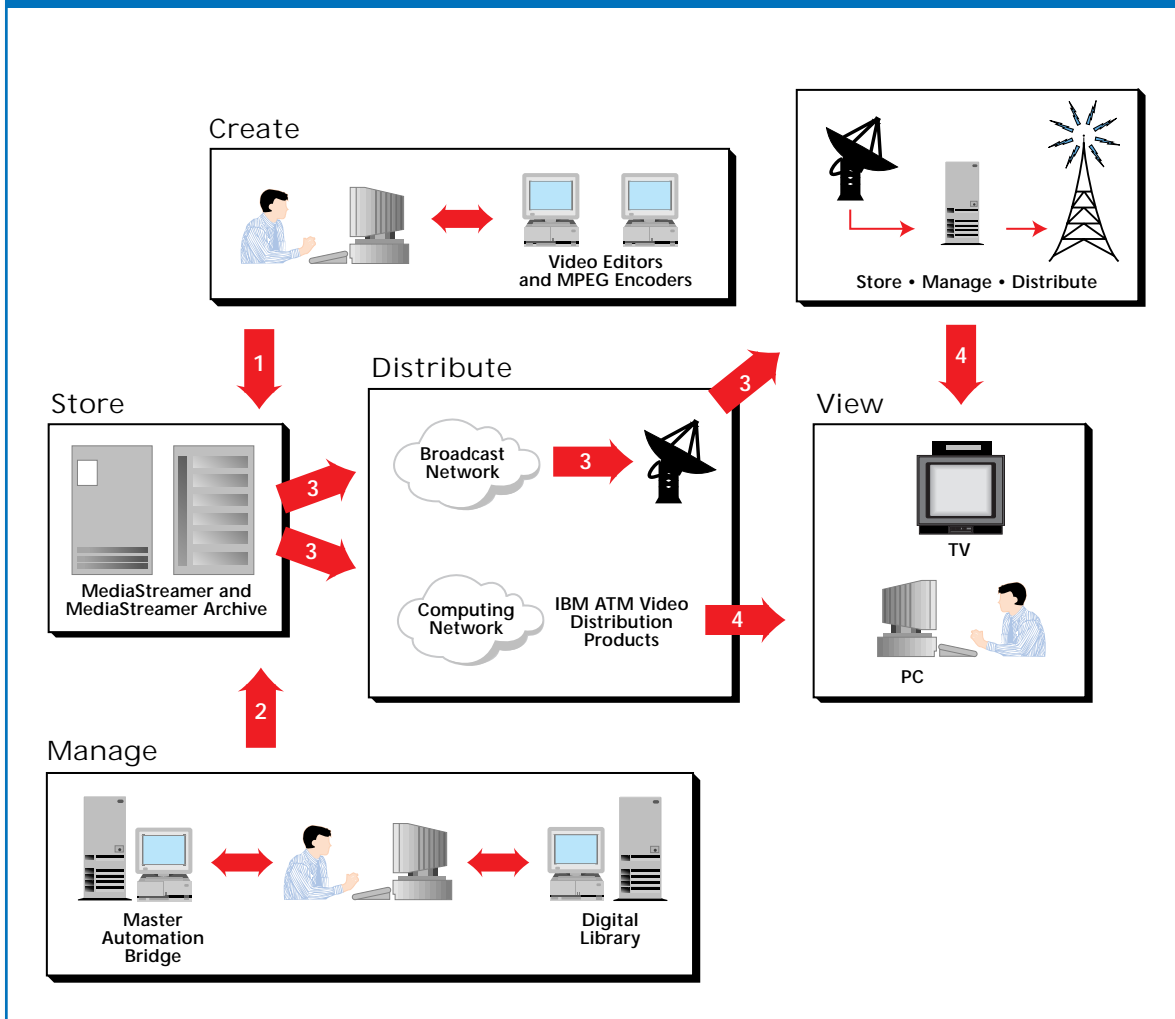 Create
Video Editors
and MPEG Encoders
Store • Manage • Distribute
1
4
Distribute
3
Store
View
Broadcast
Network
3
3
TV
3
MediaStreamer and
MediaStreamer Archive
Computing
Network
IBM ATM Video
Distribution
Products
4
PC
2
Manage
Master
Automation
Bridge
Digital
Library